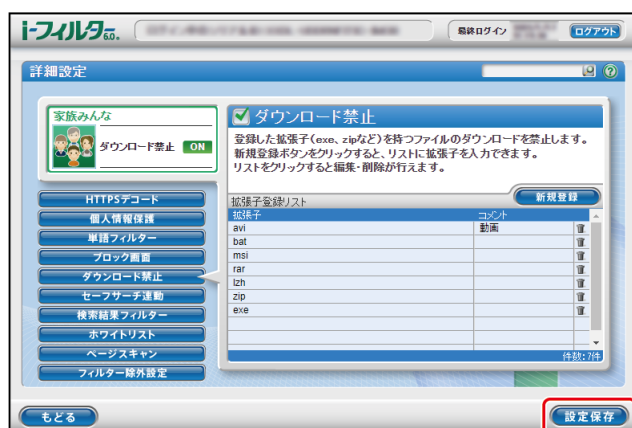 i-フィルター 6.0.
最終ログイン
ログアウト
詳細設定
家族みんな
ダウンロード禁止 ON
HTTPSデコード
個人情報保護
単語フィルター
ブロック画面
ダウンロード禁止
セーフサーチ連動
検索結果フィルター
ホワイトリスト
ページスキャン
フィルター除外設定
ダウンロード禁止
登録した拡張子(exe、zipなど)を持つファイルのダウンロードを禁止します。
新規登録ボタンをクリックすると、リストに拡張子を入力できます。
リストをクリックすると編集・削除が行えます。
拡張子登録リスト
新規登録
拡張子 コメント
avi 動画
bat
msi
rar
lzh
zip
exe
件数:7件
もどる
設定保存